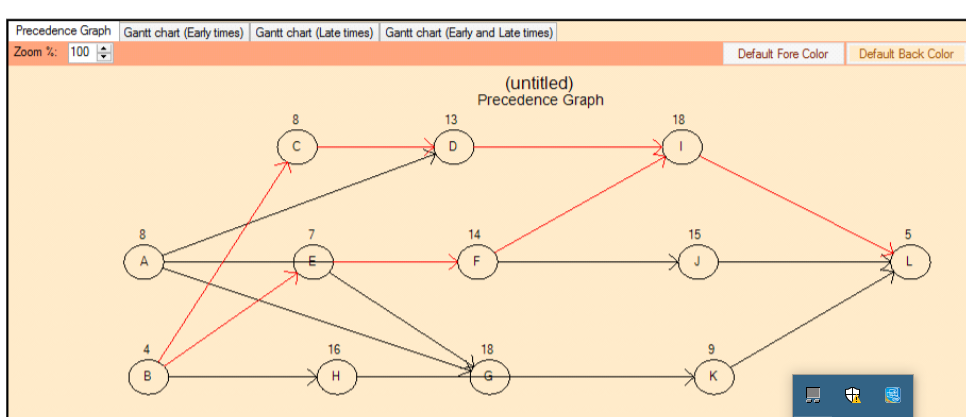 Precedence Graph Gantt chart (Early times) Gantt chart (Late times) Gantt chart (Early and Late times)
Zoom %: 100 Default Fore Color Default Back Color
(untitled)
Precedence Graph
8 13 18
C D I
8 7 14 15 5
A E F J L
4 16 18 9
B H G K